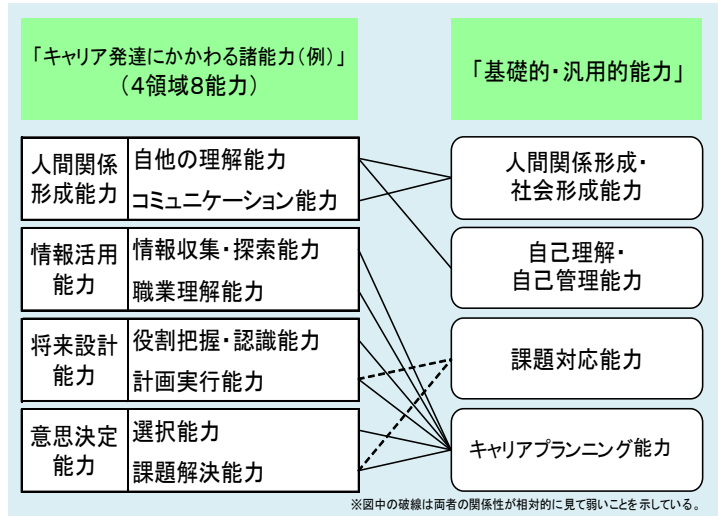 「キャリア発達にかかわる諸能力（例）」
（4領域8能力）
「基礎的・汎用的能力」
人間関係
形成能力
自他の理解能力
コミュニケーション能力
情報活用
能力
情報収集・探索能力
職業理解能力
将来設計
能力
役割把握・認識能力
計画実行能力
意思決定
能力
選択能力
課題解決能力
人間関係形成・
社会形成能力
自己理解・
自己管理能力
課題対応能力
キャリアプランニング能力
※図中の破線は両者の関係性が相対的に見て弱いことを示している。